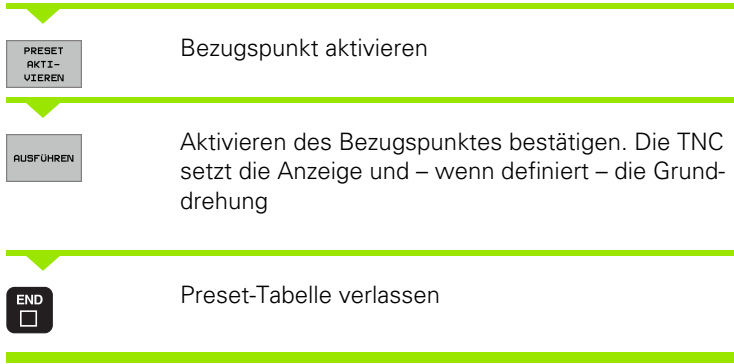 PRESET
AKTI-
VIEREN
Bezugspunkt aktivieren
AUSFÜHREN
Aktivieren des Bezugspunktes bestätigen. Die TNC
setzt die Anzeige und – wenn definiert – die Grund-
drehung
END
Preset-Tabelle verlassen